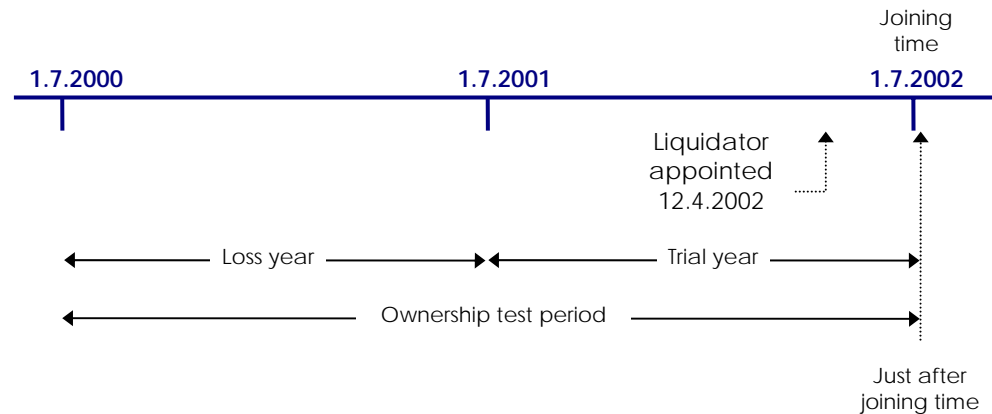 Joining
time
1.7.2000 1.7.2001 1.7.2002
Liquidator
appointed
12.4.2002
Loss year Trial year
Ownership test period
Just after
joining time